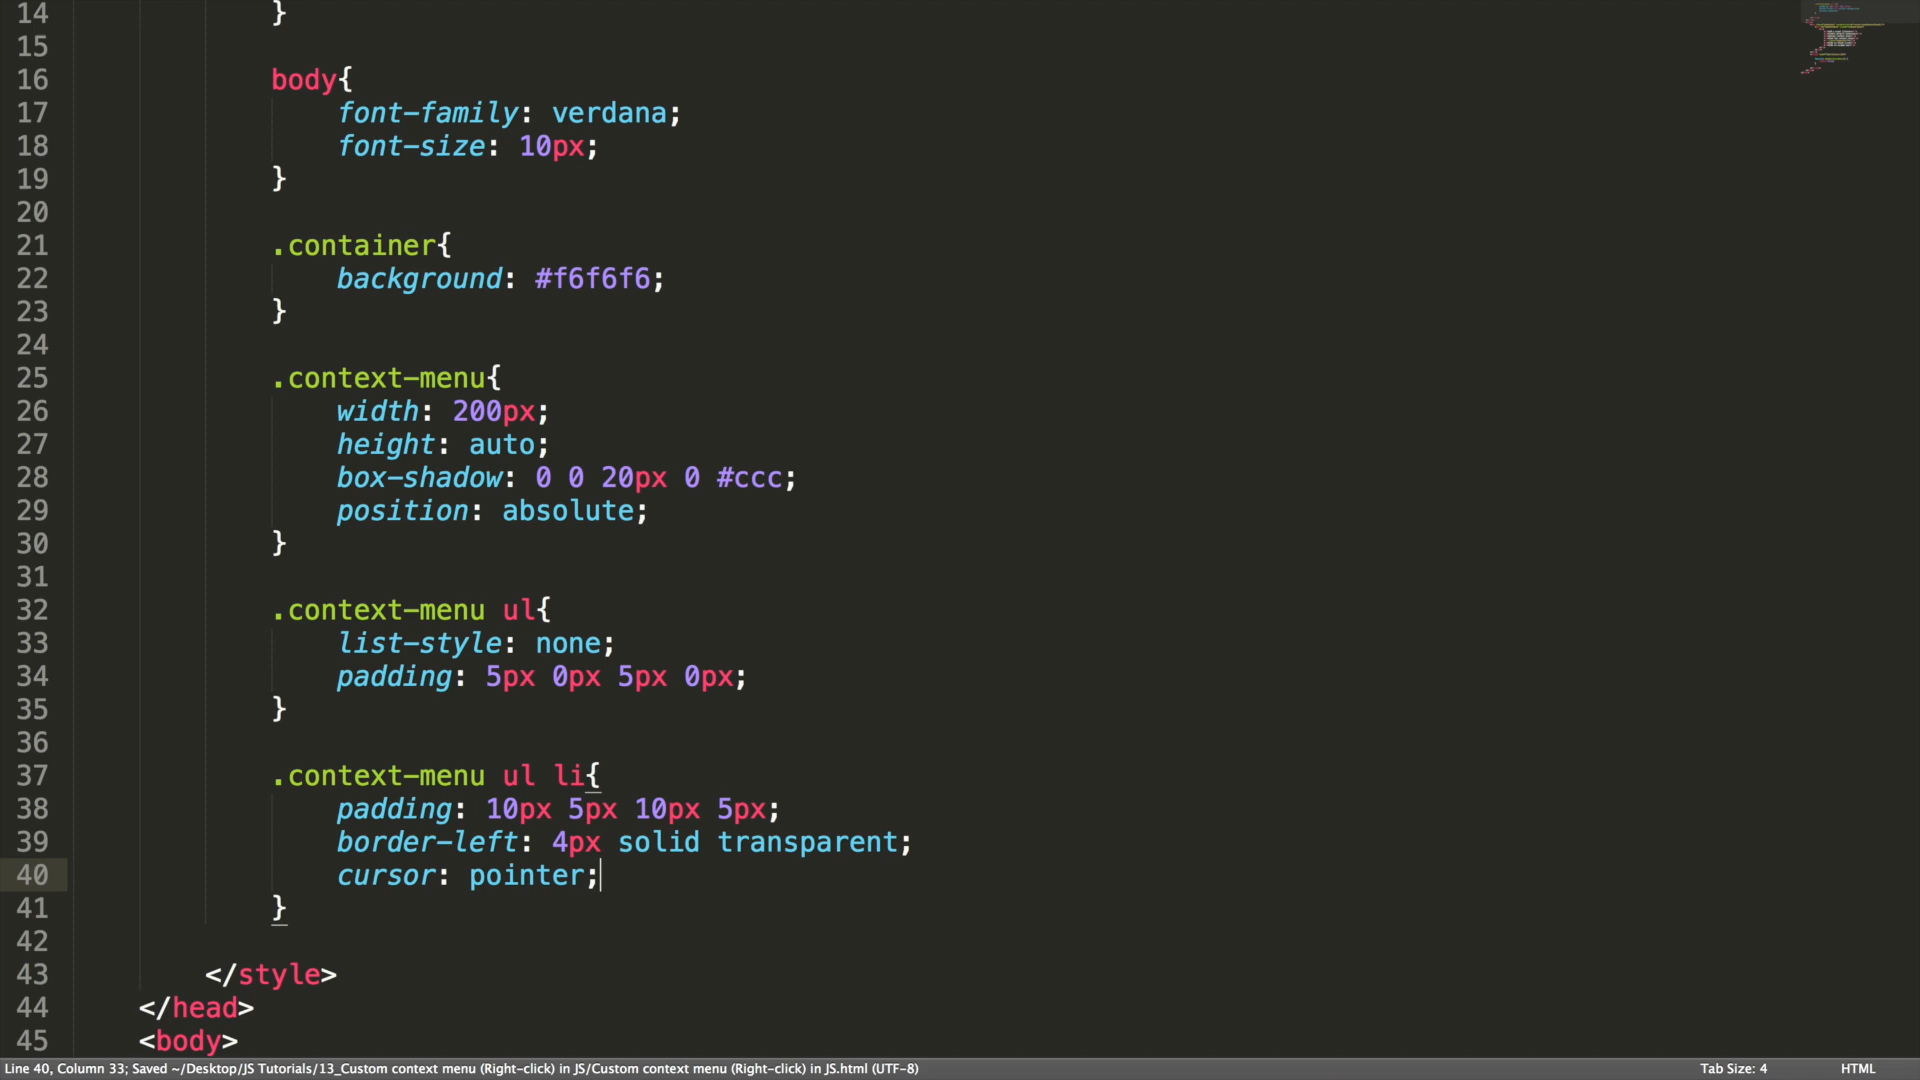 14 }
15
16 body{
17 font-family: verdana;
18 font-size: 10px;
19 }
20
21 .container{
22 background: #f6f6f6;
23 }
24
25 .context-menu{
26 width: 200px;
27 height: auto;
28 box-shadow: 0 0 20px 0 #ccc;
29 position: absolute;
30 }
31
32 .context-menu ul{
33 list-style: none;
34 padding: 5px 0px 5px 0px;
35 }
36
37 .context-menu ul li{
38 padding: 10px 5px 10px 5px;
39 border-left: 4px solid transparent;
40 cursor: pointer;
41 }
42
43 </style>
44 </head>
45 <body>
Line 40, Column 33; Saved ~/Desktop/JS Tutorials/13_Custom context menu (Right-click) in JS/Custom context menu (Right-click) in JS.html (UTF-8) Tab Size: 4 HTML